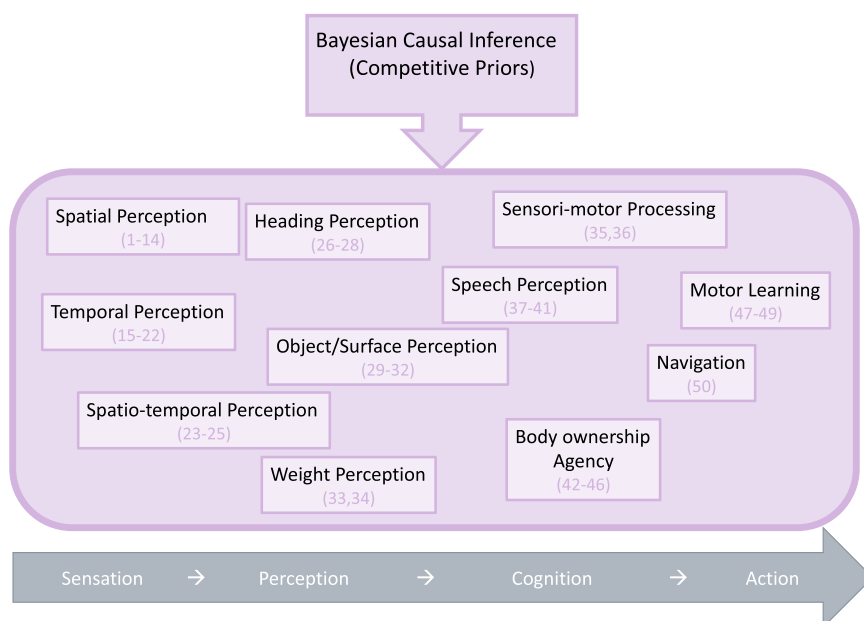 Bayesian Causal Inference
(Competitive Priors)
Spatial Perception
(1-14)
Heading Perception
(26-28)
Sensori-motor Processing
(35,36)
Speech Perception
(37-41)
Motor Learning
(47-49)
Temporal Perception
(15-22)
Object/Surface Perception
(29-32)
Navigation
(50)
Spatio-temporal Perception
(23-25)
Body ownership
Agency
(42-46)
Weight Perception
(33,34)
Sensation → Perception → Cognition → Action